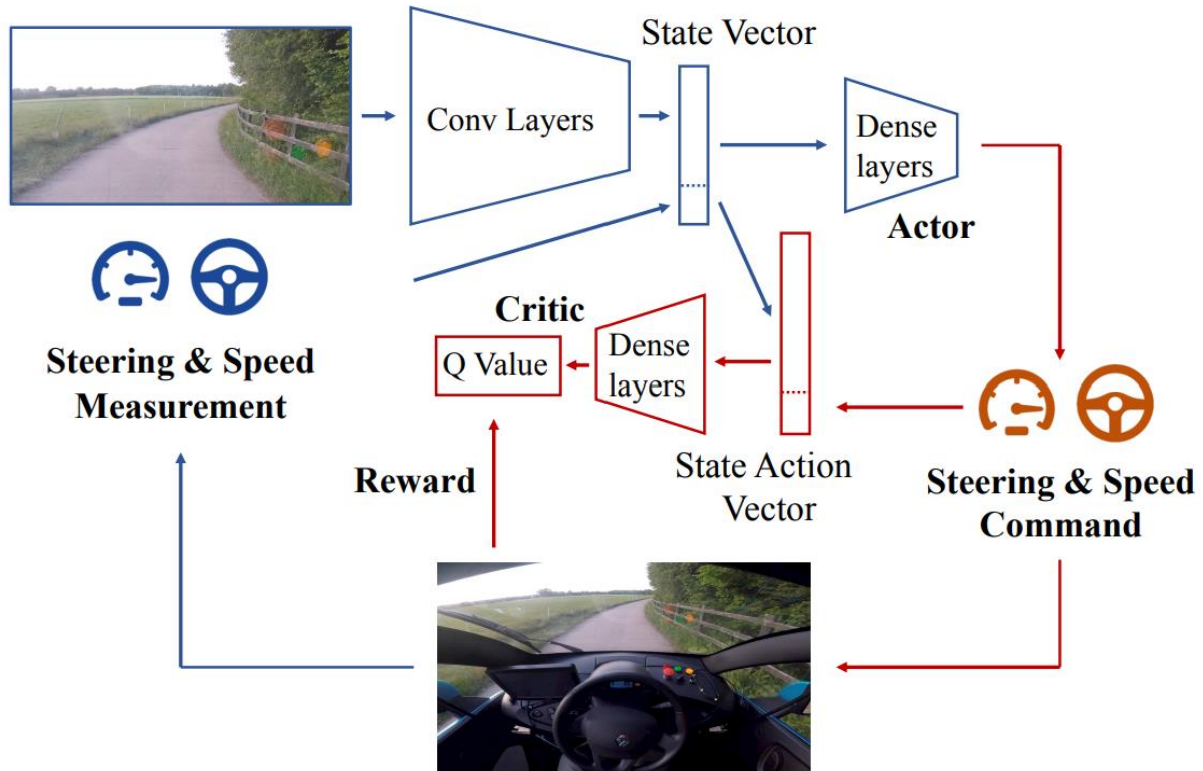 State Vector
Conv Layers
Dense
layers
Actor
Critic
Q Value
Dense
layers
Steering & Speed
Measurement
Reward
State Action
Vector
Steering & Speed
Command